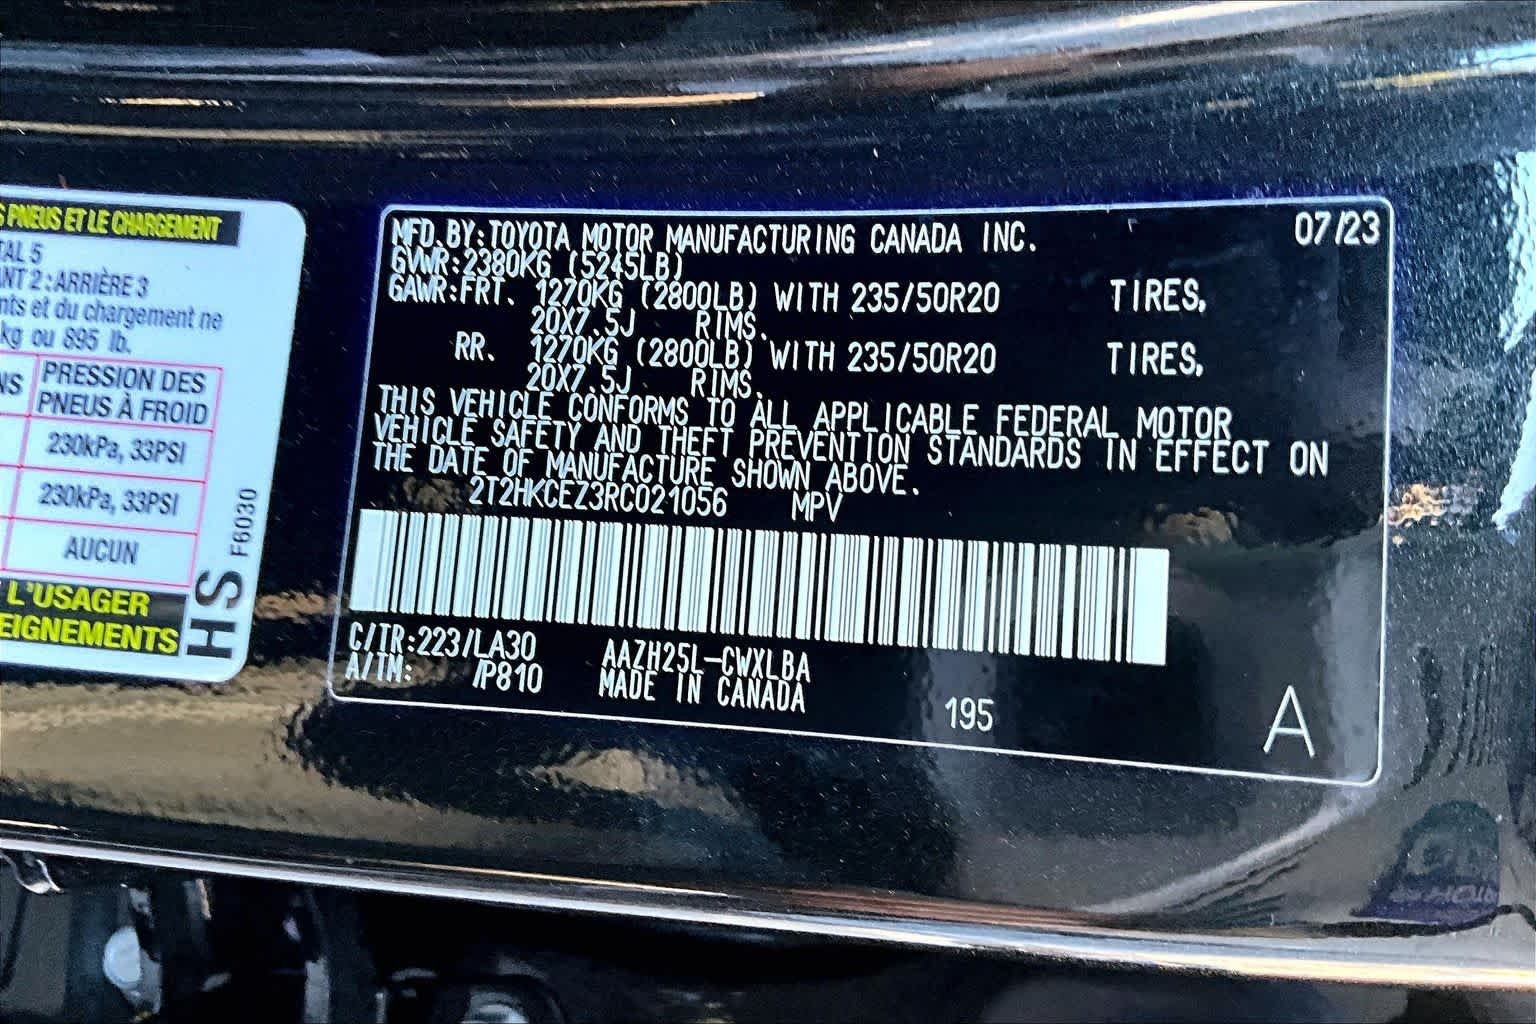 S PNEUS ET LE CHARGEMENT
TAL 5
ANT 2 : ARRIÈRE 3
nts et du chargement ne
kg ou 895 lb.
NS PRESSION DES
PNEUS À FROID
230kPa, 33PSI
230kPa, 33PSI
AUCUN
L'USAGER
EIGNEMENTS
HS F6030
MFD.BY:TOYOTA MOTOR MANUFACTURING CANADA INC. 07/23
GVWR:2380KG (5245LB)
GAWR:FRT. 1270KG (2800LB) WITH 235/50R20 TIRES,
20X7.5J RIMS.
RR. 1270KG (2800LB) WITH 235/50R20 TIRES,
20X7.5J RIMS.
THIS VEHICLE CONFORMS TO ALL APPLICABLE FEDERAL MOTOR
VEHICLE SAFETY AND THEFT PREVENTION STANDARDS IN EFFECT ON
THE DATE OF MANUFACTURE SHOWN ABOVE.
2T2HKCEZ3RC021056 MPV
C/TR:223/LA30 AAZH25L-CWXLBA
A/TN: /P810 MADE IN CANADA
195
A